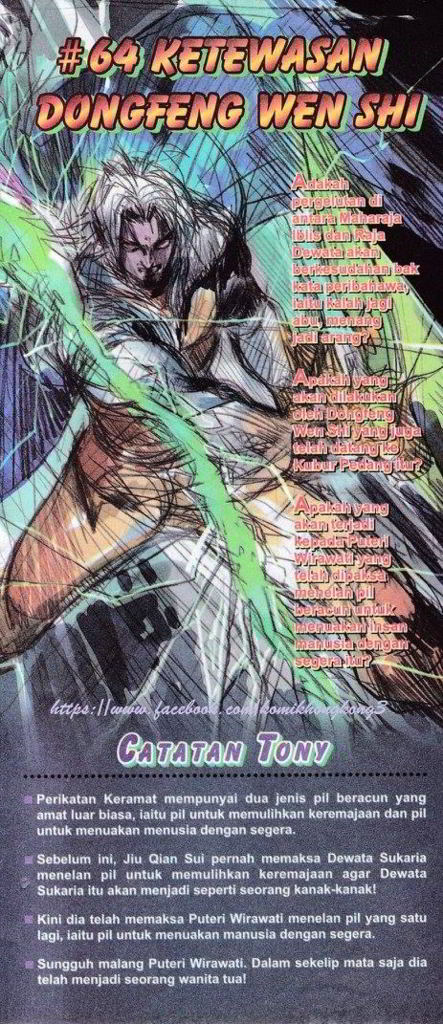 #64 KETEWASAN
DONGFENG WEN SHI
Adakah
pergelutan di
antara Maharaja
Iblis dan Raja
Dewata akan
berkesudahan bak
kata peribahawa,
iaitu kalah jagi
abu, menang
jadi arang?
Apakah yang
akan dilakukan
oleh Dongfeng
Wen Shi yang juga
telah datang ke
Kubur Pedang itu?
Apakah yang
akan terjadi
kepada Puteri
Wirawati yang
telah dipaksa
menelan pil
beracun untuk
menuakan insan
manusia dengan
segera itu?
https://www.facebook.com/komikhongkong5
CATATAN TONY
Perikatan Keramat mempunyai dua jenis pil beracun yang
amat luar biasa, iaitu pil untuk memulihkan keremajaan dan pil
untuk menuakan menusia dengan segera.
Sebelum ini, Jiu Qian Sui pernah memaksa Dewata Sukaria
menelan pil untuk memulihkan keremajaan agar Dewata
Sukaria itu akan menjadi seperti seorang kanak-kanak!
Kini dia telah memaksa Puteri Wirawati menelan pil yang satu
lagi, iaitu pil untuk menuakan manusia dengan segera.
Sungguh malang Puteri Wirawati. Dalam sekelip mata saja dia
telah menjadi seorang wanita tua!